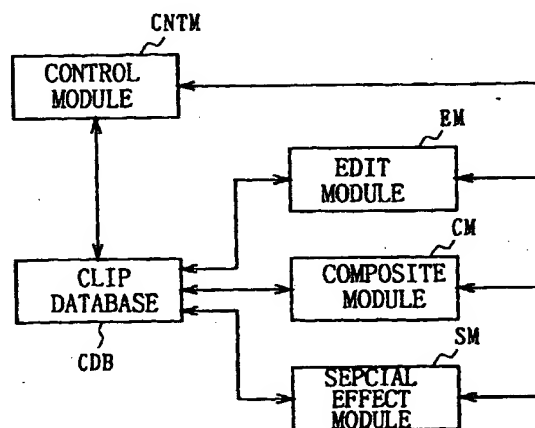 CNTM
CONTROL
MODULE
EM
EDIT
MODULE
CM
CLIP
DATABASE
COMPOSITE
MODULE
CDB
SM
SEPCIAL
EFFECT
MODULE